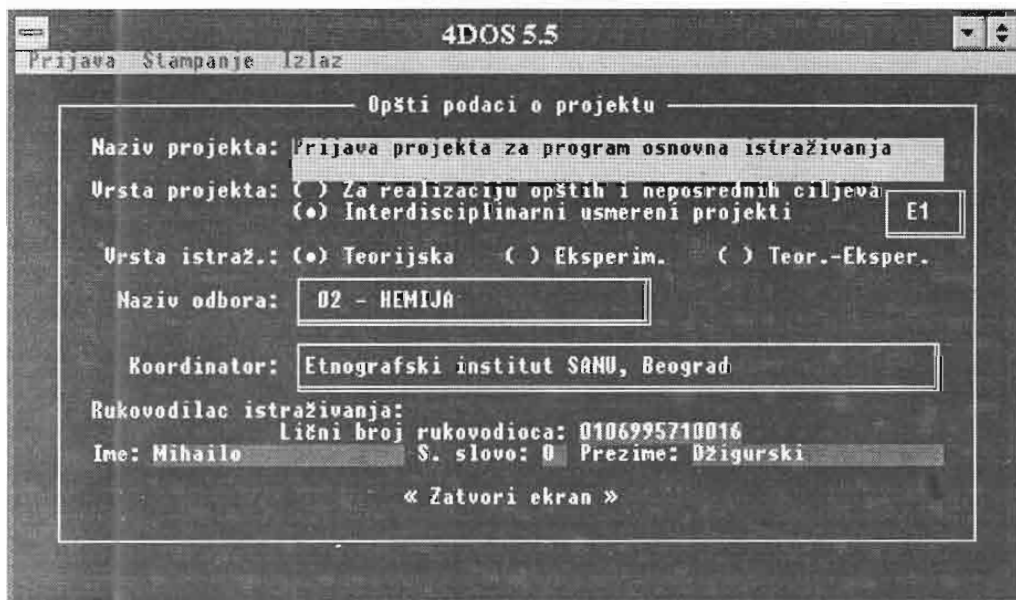 4DOS 5.5
Prijava Stampanje Izlaz
Opšti podaci o projektu
Naziv projekta: Prijava projekta za program osnovna istraživanja
Vrsta projekta: ( ) Za realizaciju opštih i neposrednih ciljeva
(•) Interdisciplinarni usmereni projekti E1
Vrsta istraž.: (•) Teorijska ( ) Eksperim. ( ) Teor.-Eksper.
Naziv odbora: 02 - HEMIJA
Koordinator: Etnografski institut SANU, Beograd
Rukovodilac istraživanja:
Lični broj rukovodioca: 0106995710016
Ime: Mihailo S. slovo: O Prezime: Džigurski
« Zatvori ekran »